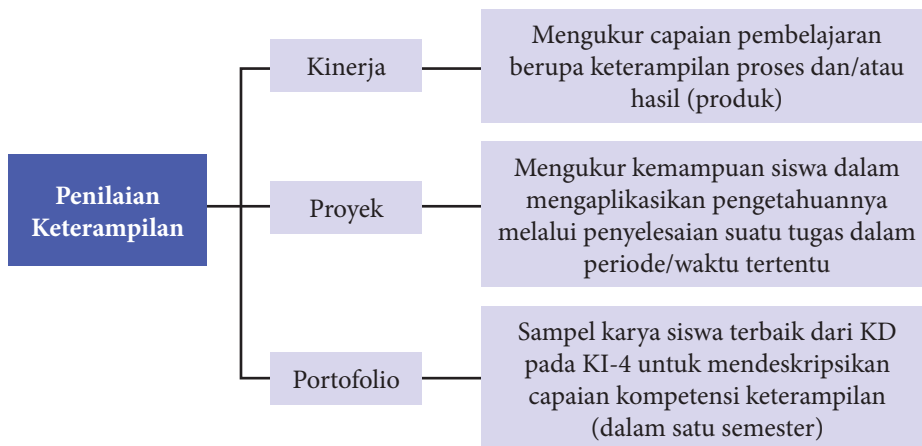 Penilaian
Keterampilan
Kinerja
Mengukur capaian pembelajaran
berupa keterampilan proses dan/atau
hasil (produk)
Proyek
Mengukur kemampuan siswa dalam
mengaplikasikan pengetahuannya
melalui penyelesaian suatu tugas dalam
periode/waktu tertentu
Portofolio
Sampel karya siswa terbaik dari KD
pada KI-4 untuk mendeskripsikan
capaian kompetensi keterampilan
(dalam satu semester)